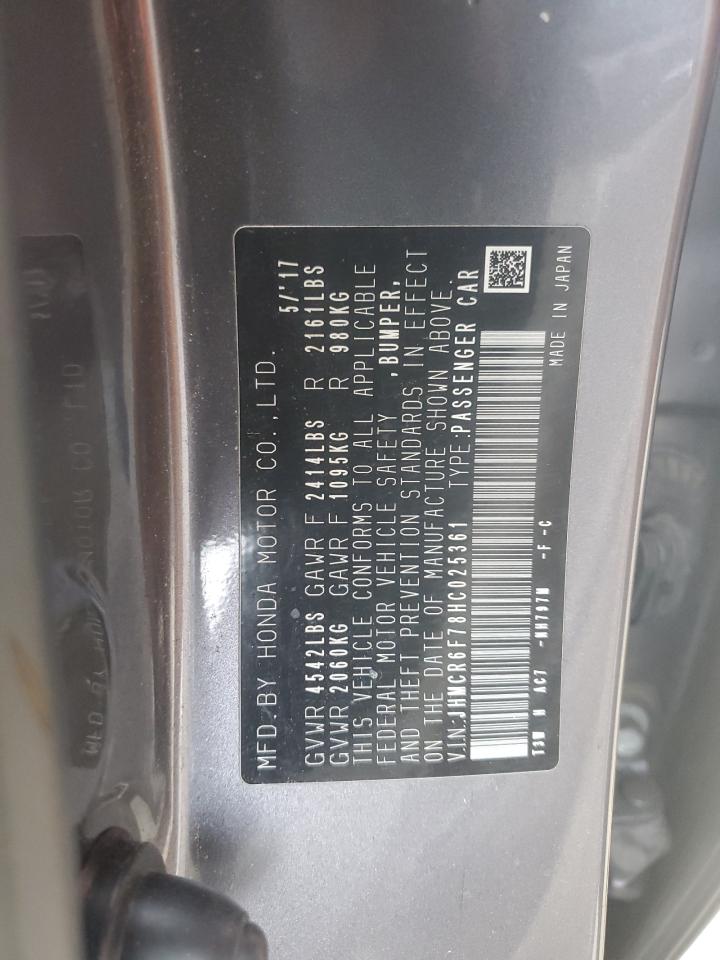 MFD.BY HONDA MOTOR CO.,LTD. 5/'17
GVWR 4542LBS GAWR F 2414LBS R 2161LBS
GVWR 2060KG GAWR F 1095KG R 980KG
THIS VEHICLE CONFORMS TO ALL APPLICABLE
FEDERAL MOTOR VEHICLE SAFETY ,BUMPER,
AND THEFT PREVENTION STANDARDS IN EFFECT
ON THE DATE OF MANUFACTURE SHOWN ABOVE.
V.I.N:JHMCR6F78HC025361 TYPE:PASSENGER CAR
T3W N AC7 -NH797M -F-C MADE IN JAPAN